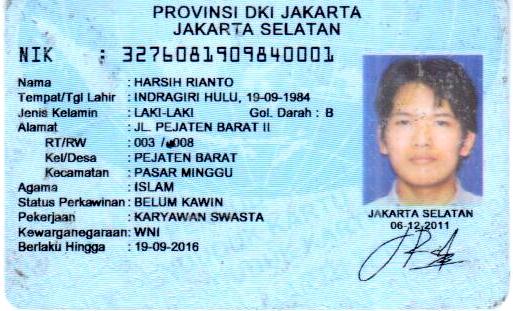 PROVINSI DKI JAKARTA
JAKARTA SELATAN
NIK : 3276081909840001
Nama : HARSIH RIANTO
Tempat/Tgl Lahir : INDRAGIRI HULU, 19-09-1984
Jenis Kelamin : LAKI-LAKI Gol. Darah : B
Alamat : JL. PEJATEN BARAT II
RT/RW : 003 / 008
Kel/Desa : PEJATEN BARAT
Kecamatan : PASAR MINGGU
Agama : ISLAM
Status Perkawinan : BELUM KAWIN
Pekerjaan : KARYAWAN SWASTA
Kewarganegaraan : WNI
Berlaku Hingga : 19-09-2016
JAKARTA SELATAN
06-12-2011